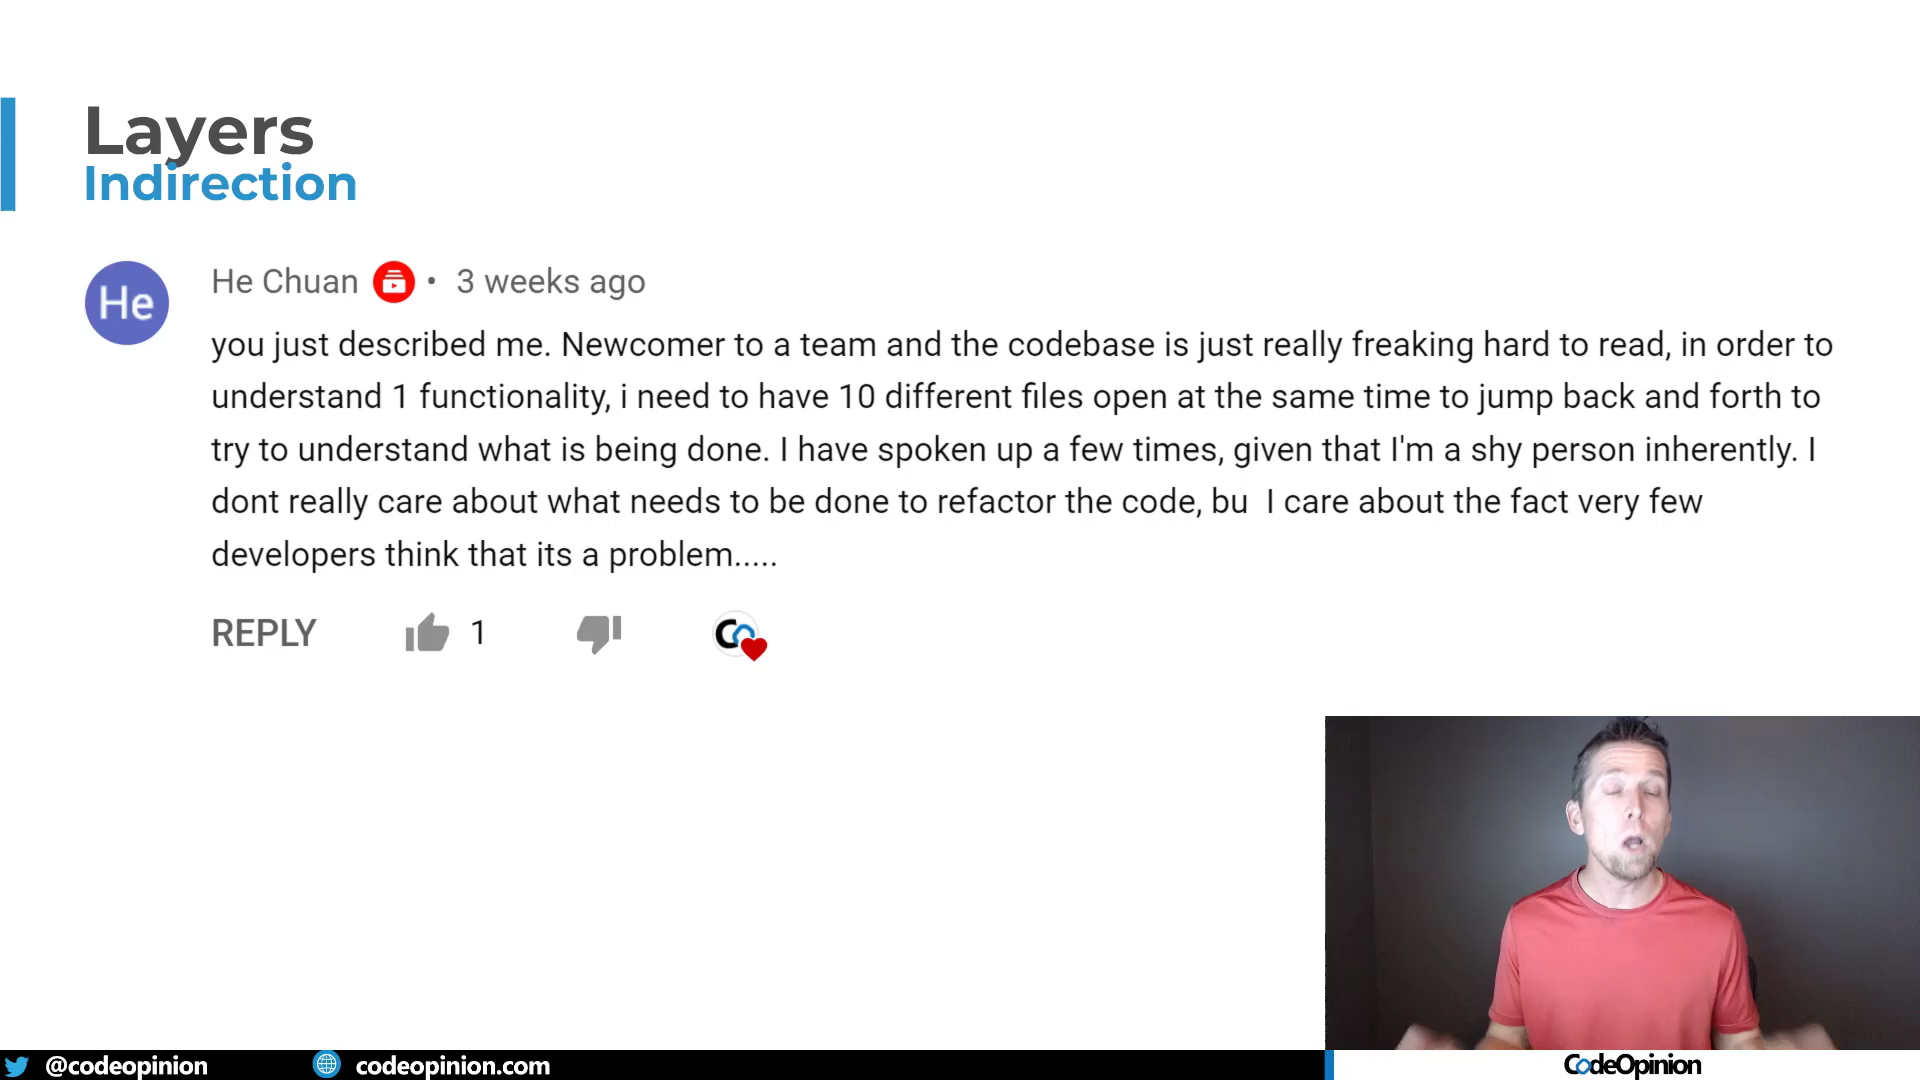 Layers
Indirection
He
He Chuan • 3 weeks ago
you just described me. Newcomer to a team and the codebase is just really freaking hard to read, in order to
understand 1 functionality, i need to have 10 different files open at the same time to jump back and forth to
try to understand what is being done. I have spoken up a few times, given that I'm a shy person inherently. I
dont really care about what needs to be done to refactor the code, bu I care about the fact very few
developers think that its a problem.....
REPLY 1
@codeopinion codeopinion.com CodeOpinion